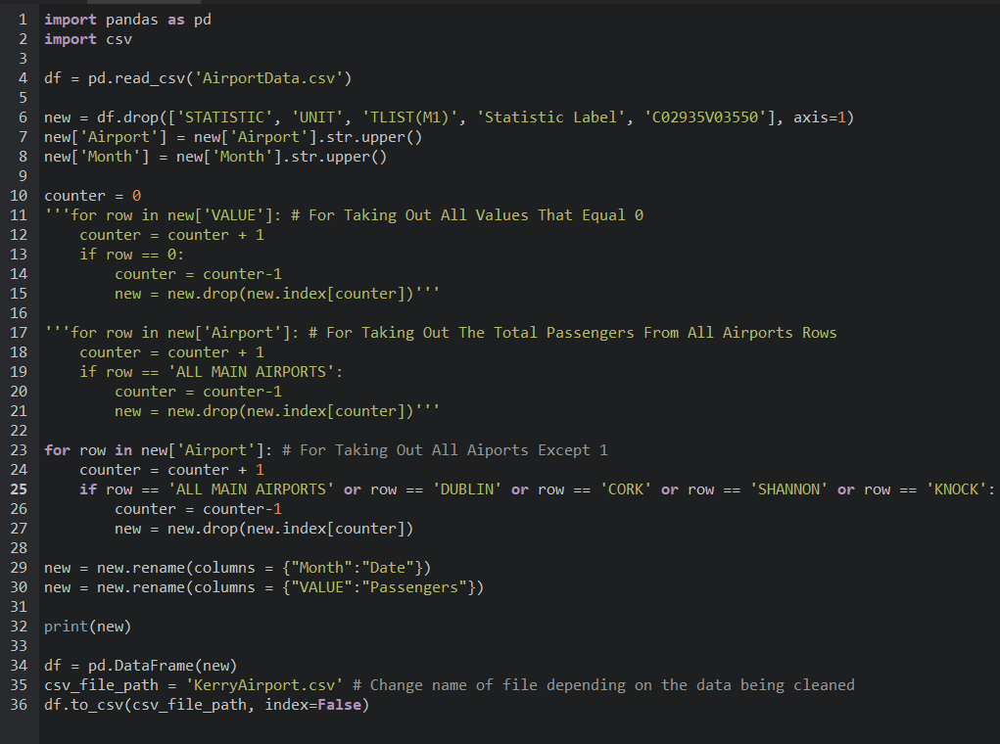 1 import pandas as pd
2 import csv
3
4 df = pd.read_csv('AirportData.csv')
5
6 new = df.drop(['STATISTIC', 'UNIT', 'TLIST(M1)', 'Statistic Label', 'C02935V03550'], axis=1)
7 new['Airport'] = new['Airport'].str.upper()
8 new['Month'] = new['Month'].str.upper()
9
10 counter = 0
11 '''for row in new['VALUE']: # For Taking Out All Values That Equal 0
12     counter = counter + 1
13     if row == 0:
14         counter = counter-1
15         new = new.drop(new.index[counter])'''
16
17 '''for row in new['Airport']: # For Taking Out The Total Passengers From All Airports Rows
18     counter = counter + 1
19     if row == 'ALL MAIN AIRPORTS':
20         counter = counter-1
21         new = new.drop(new.index[counter])'''
22
23 for row in new['Airport']: # For Taking Out All Aiports Except 1
24     counter = counter + 1
25     if row == 'ALL MAIN AIRPORTS' or row == 'DUBLIN' or row == 'CORK' or row == 'SHANNON' or row == 'KNOCK':
26         counter = counter-1
27         new = new.drop(new.index[counter])
28
29 new = new.rename(columns = {"Month":"Date"})
30 new = new.rename(columns = {"VALUE":"Passengers"})
31
32 print(new)
33
34 df = pd.DataFrame(new)
35 csv_file_path = 'KerryAirport.csv' # Change name of file depending on the data being cleaned
36 df.to_csv(csv_file_path, index=False)